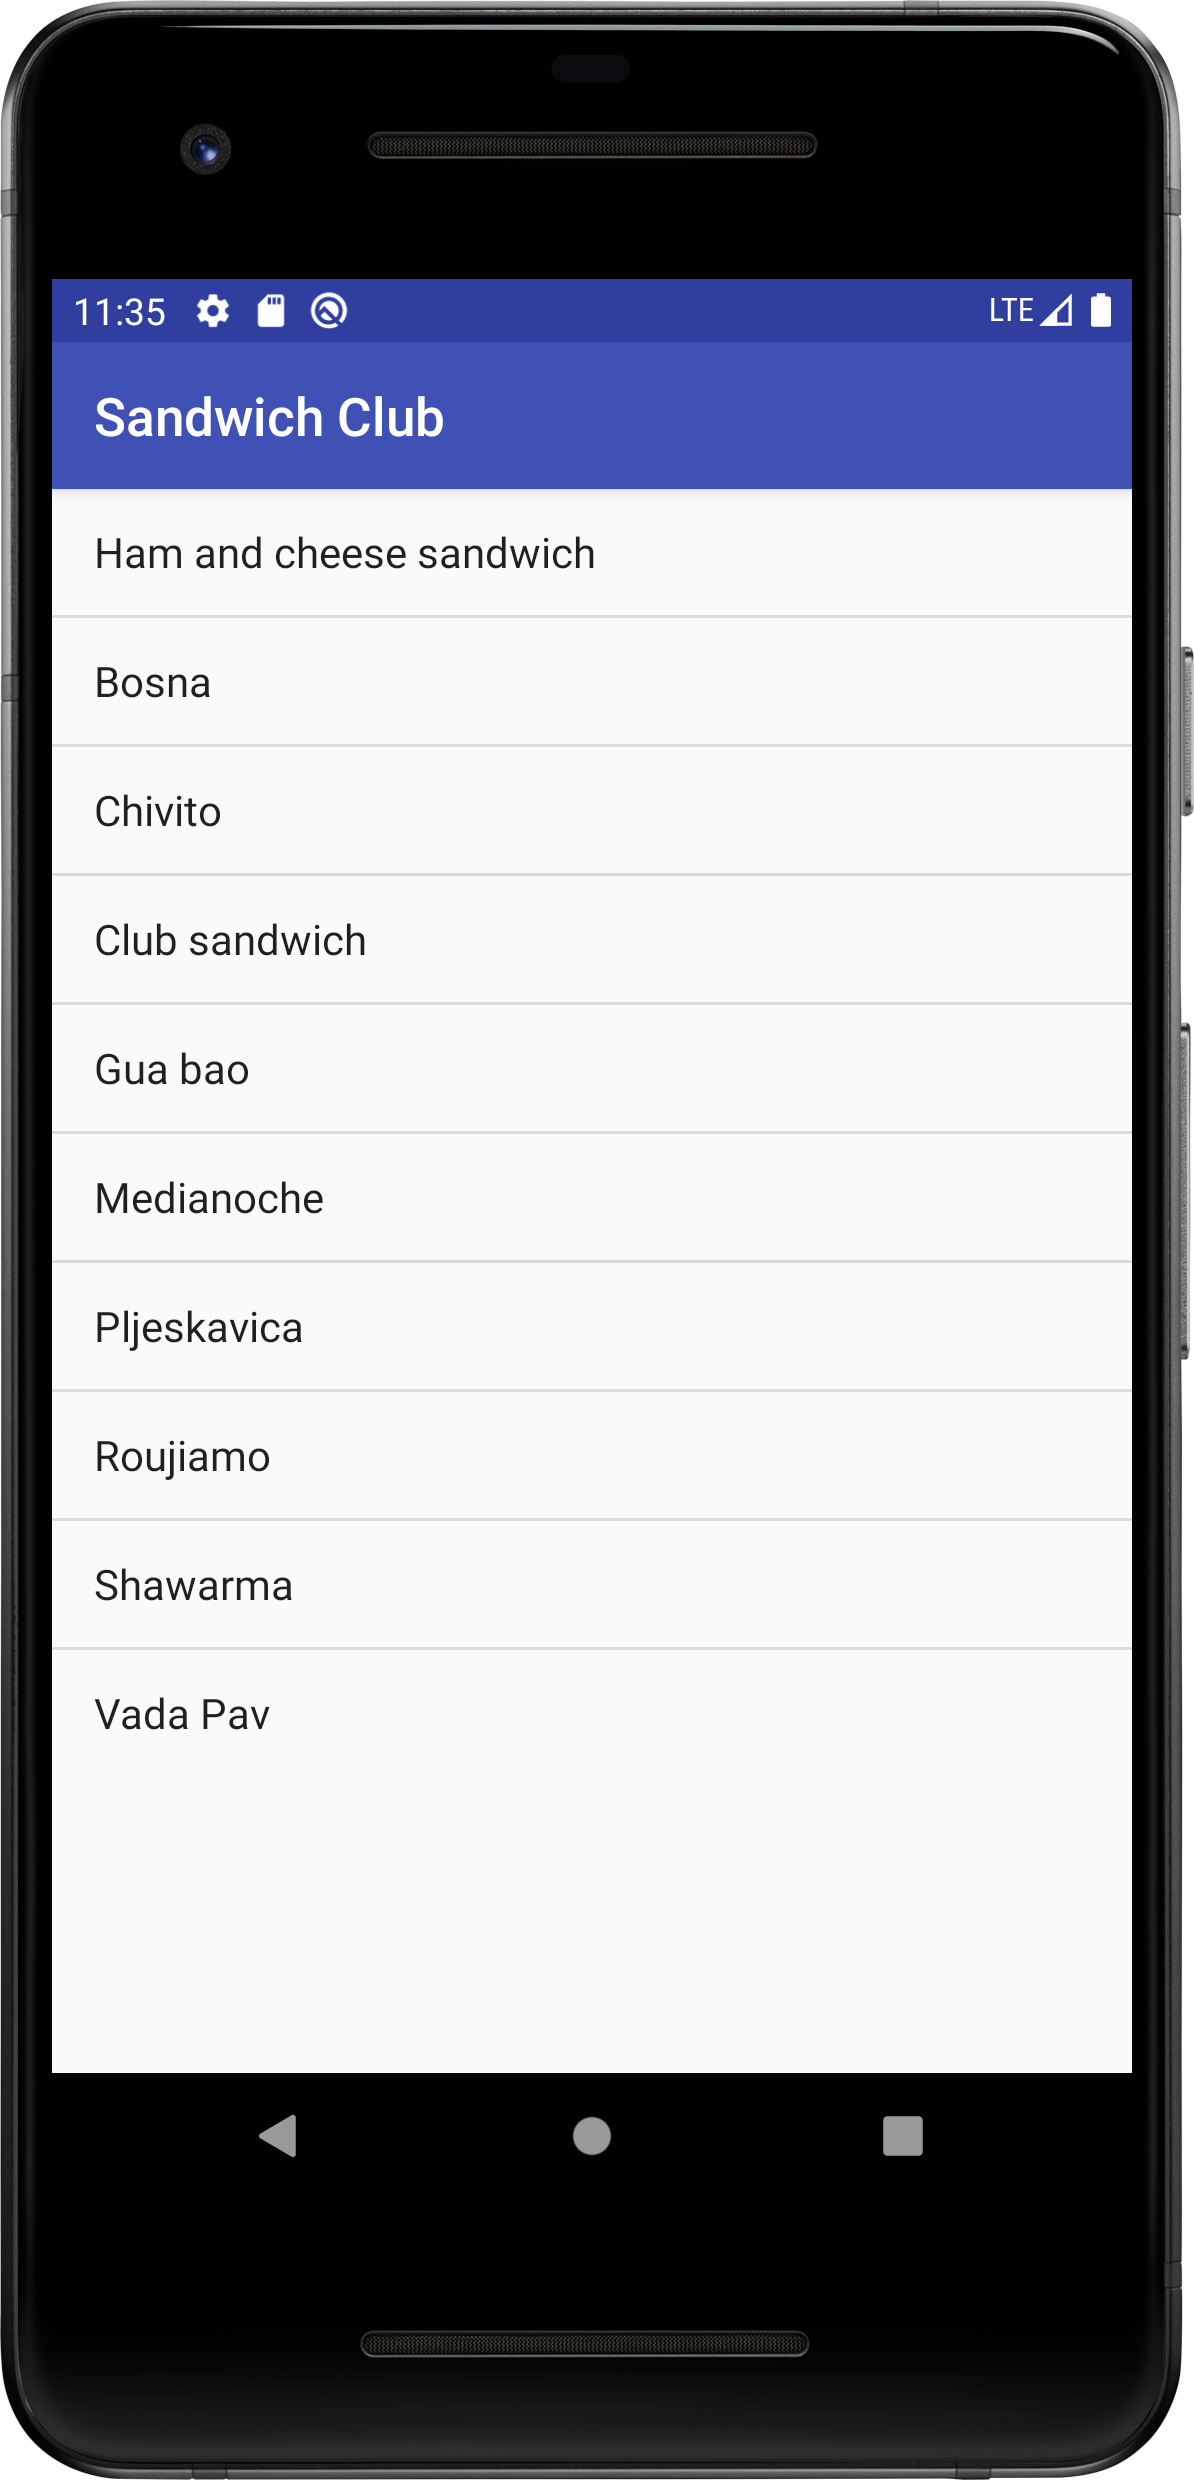 11:35 LTE
Sandwich Club
Ham and cheese sandwich
Bosna
Chivito
Club sandwich
Gua bao
Medianoche
Pljeskavica
Roujiamo
Shawarma
Vada Pav